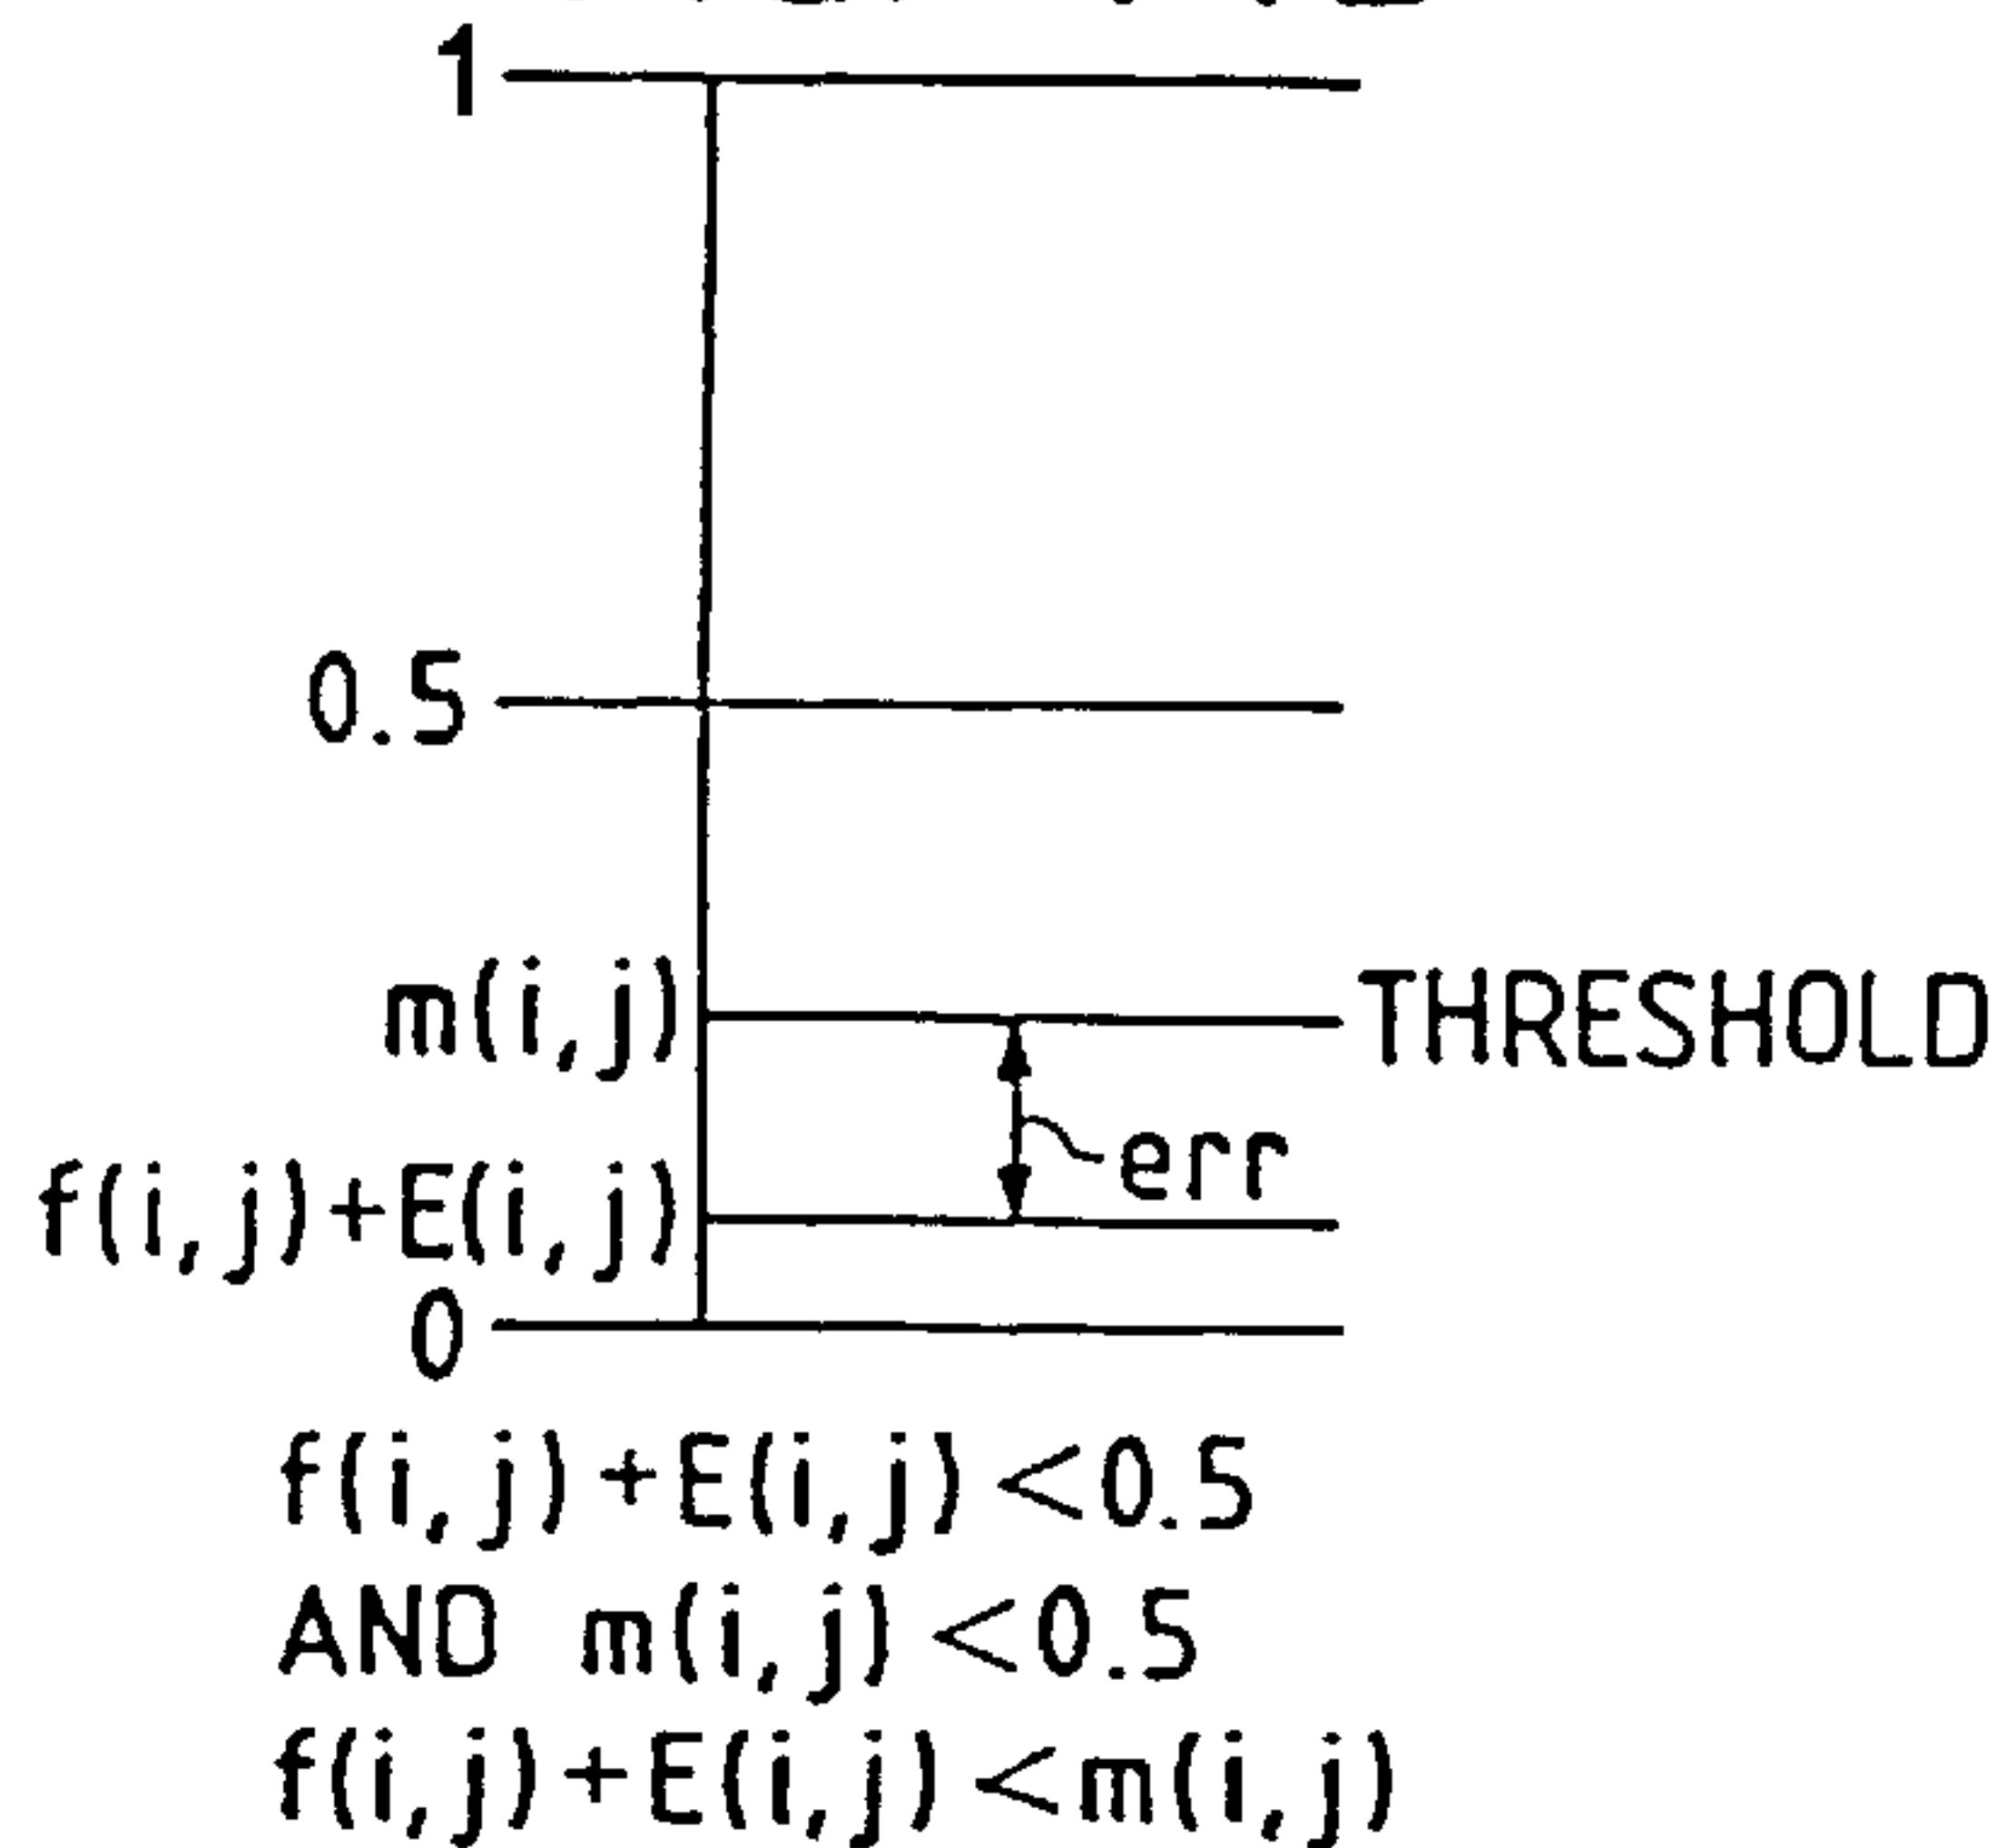 1
0.5
m(i,j) THRESHOLD
err
f(i,j)+E(i,j)
0
f(i,j)+E(i,j)<0.5
AND m(i,j)<0.5
f(i,j)+E(i,j)<m(i,j)